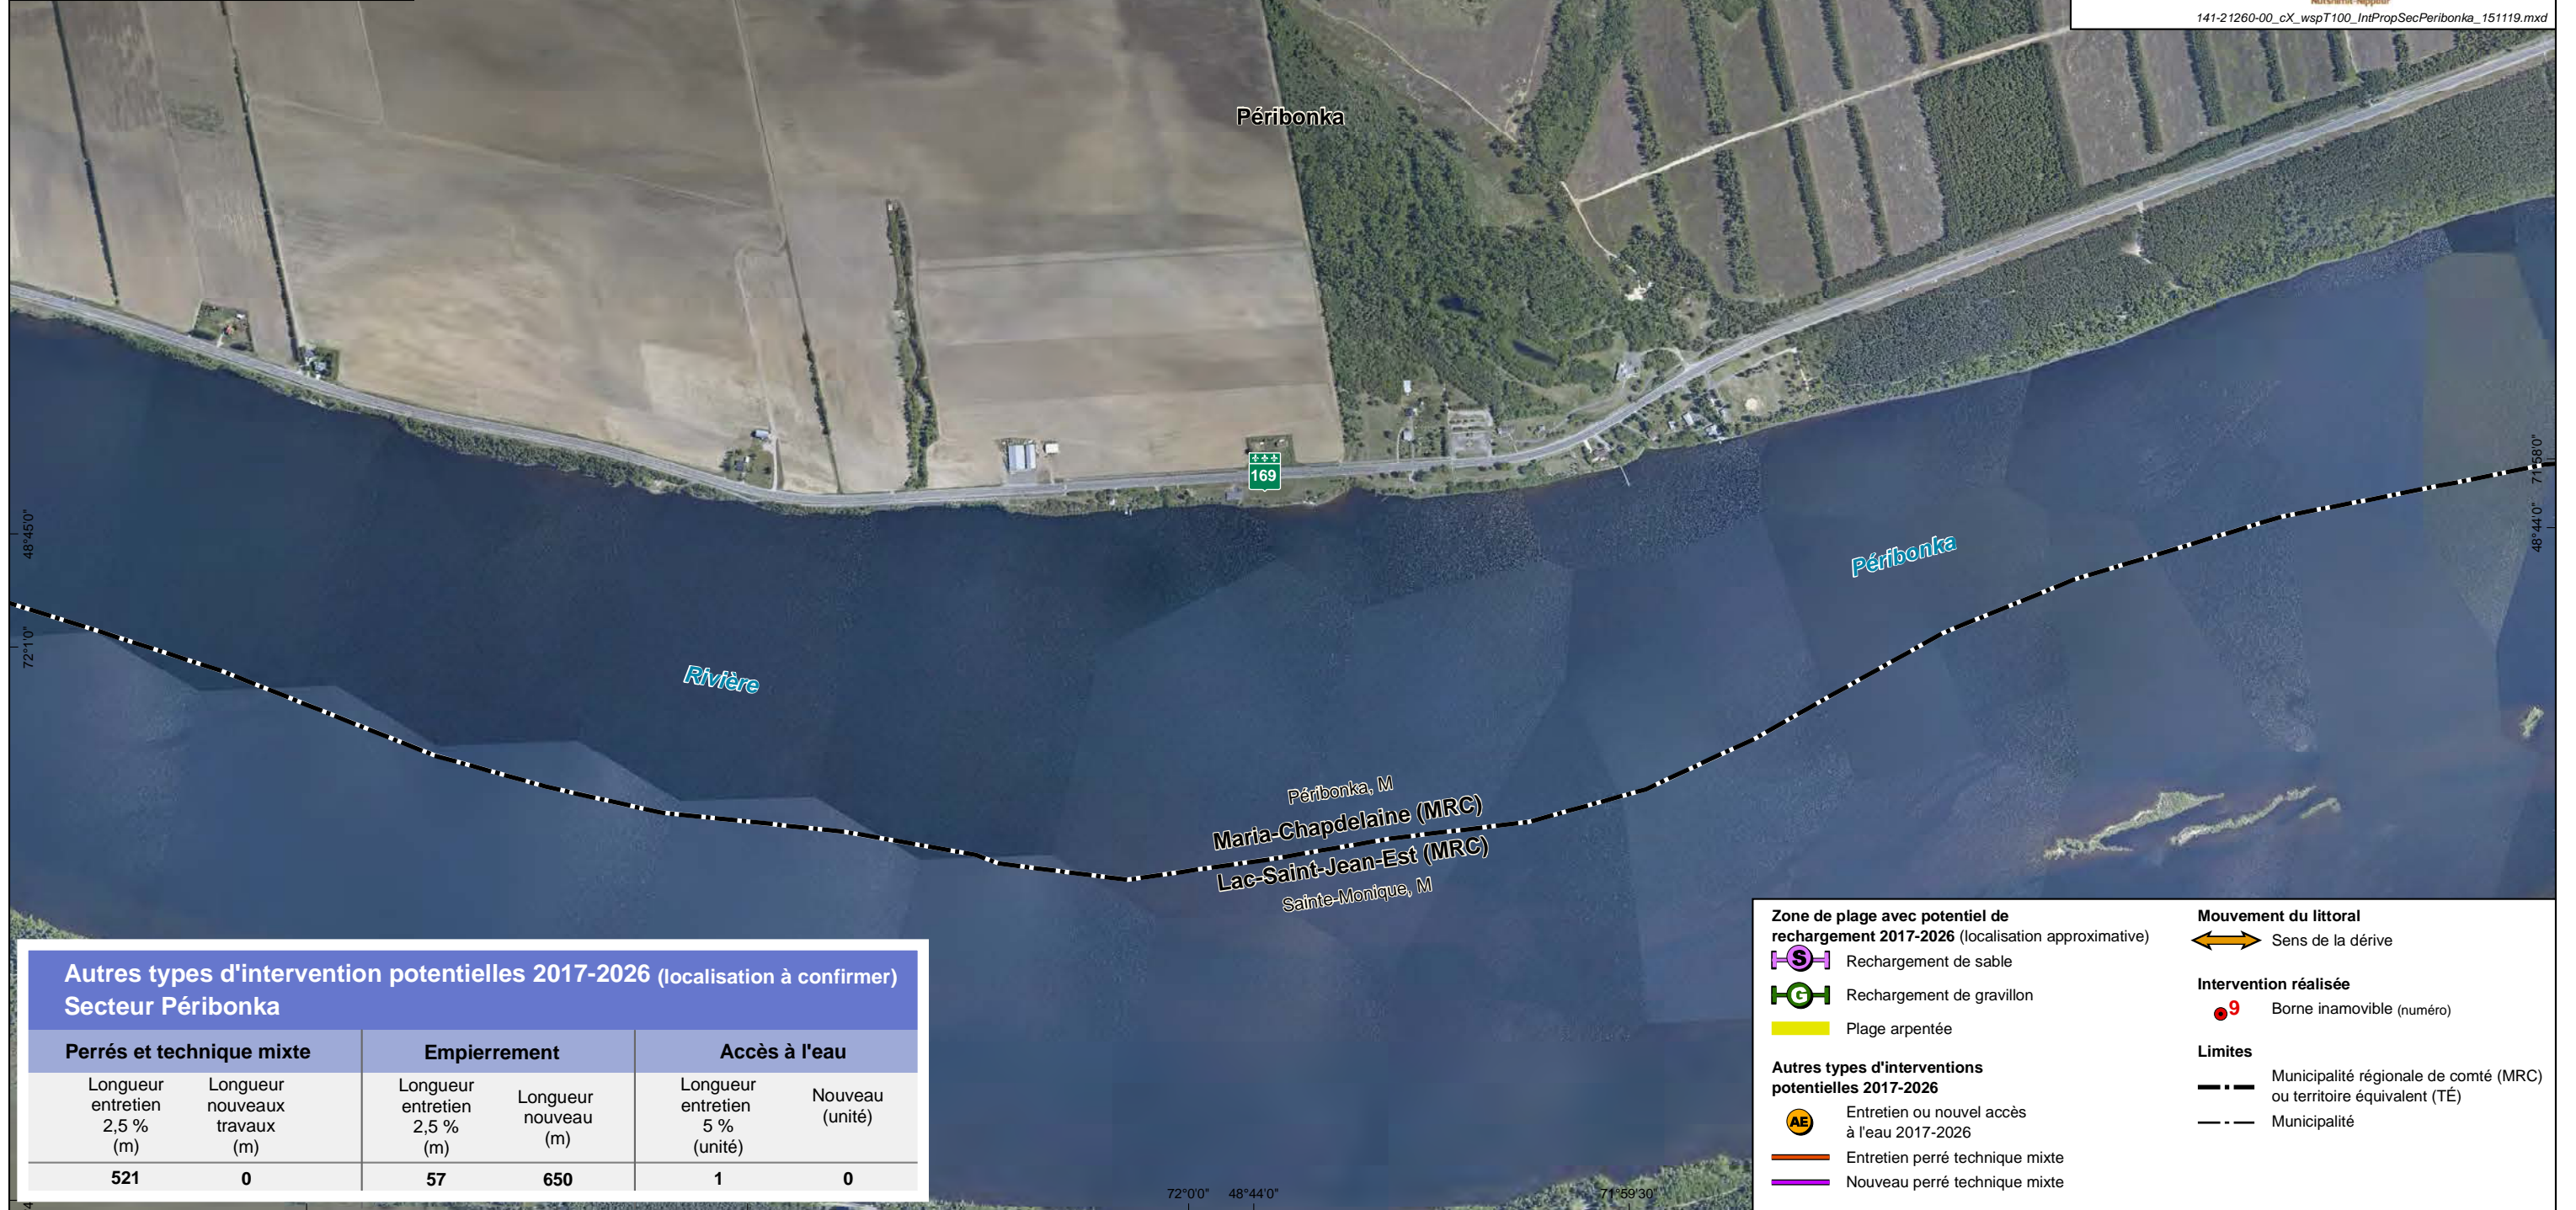 141-21260-00_cX_wspT100_IntPropSecPeribonka_151119.mxd
Péribonka
169
48°45'0"
72°1'0"
71°58'0"
48°44'0"
Péribonka
Rivière
Péribonka, M
Maria-Chapdelaine (MRC)
Lac-Saint-Jean-Est (MRC)
Sainte-Monique, M
Autres types d'intervention potentielles 2017-2026 (localisation à confirmer)
Secteur Péribonka
Perrés et technique mixte Empierrement Accès à l'eau
Longueur entretien 2,5 % (m) Longueur nouveaux travaux (m) Longueur entretien 2,5 % (m) Longueur nouveau (m) Longueur entretien 5 % (unité) Nouveau (unité)
521 0 57 650 1 0
72°0'0" 48°44'0"
71°59'30"
Zone de plage avec potentiel de
rechargement 2017-2026 (localisation approximative)
S Rechargement de sable
G Rechargement de gravillon
Plage arpentée
Autres types d'interventions
potentielles 2017-2026
AE Entretien ou nouvel accès
à l'eau 2017-2026
Entretien perré technique mixte
Nouveau perré technique mixte
Mouvement du littoral
Sens de la dérive
Intervention réalisée
9 Borne inamovible (numéro)
Limites
Municipalité régionale de comté (MRC)
ou territoire équivalent (TÉ)
Municipalité